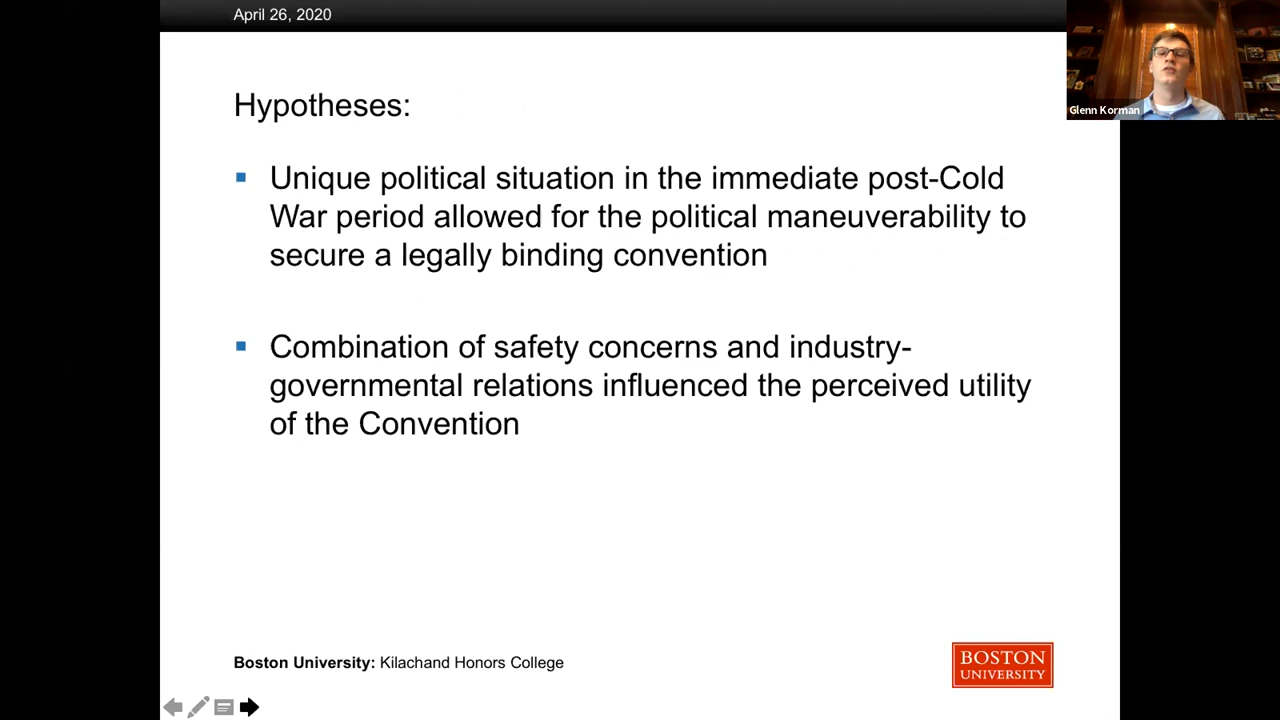 April 26, 2020
Glenn Korman
Hypotheses:
Unique political situation in the immediate post-Cold
War period allowed for the political maneuverability to
secure a legally binding convention
Combination of safety concerns and industry-
governmental relations influenced the perceived utility
of the Convention
Boston University: Kilachand Honors College
BOSTON
UNIVERSITY